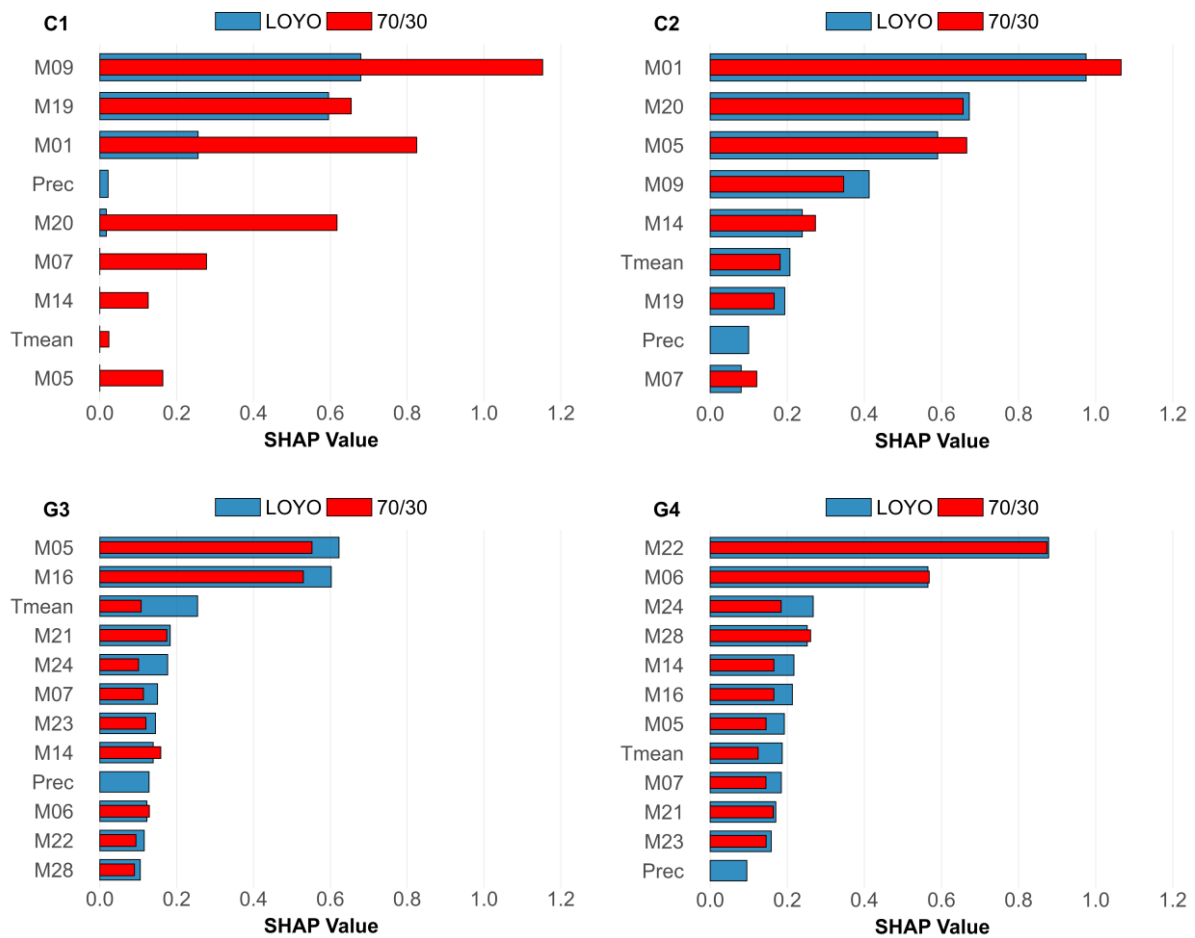 C1
LOYO 70/30
M09
M19
M01
Prec
M20
M07
M14
Tmean
M05
0.0 0.2 0.4 0.6 0.8 1.0 1.2
SHAP Value
C2
LOYO 70/30
M01
M20
M05
M09
M14
Tmean
M19
Prec
M07
0.0 0.2 0.4 0.6 0.8 1.0 1.2
SHAP Value
G3
LOYO 70/30
M05
M16
Tmean
M21
M24
M07
M23
M14
Prec
M06
M22
M28
0.0 0.2 0.4 0.6 0.8 1.0 1.2
SHAP Value
G4
LOYO 70/30
M22
M06
M24
M28
M14
M16
M05
Tmean
M07
M21
M23
Prec
0.0 0.2 0.4 0.6 0.8 1.0 1.2
SHAP Value